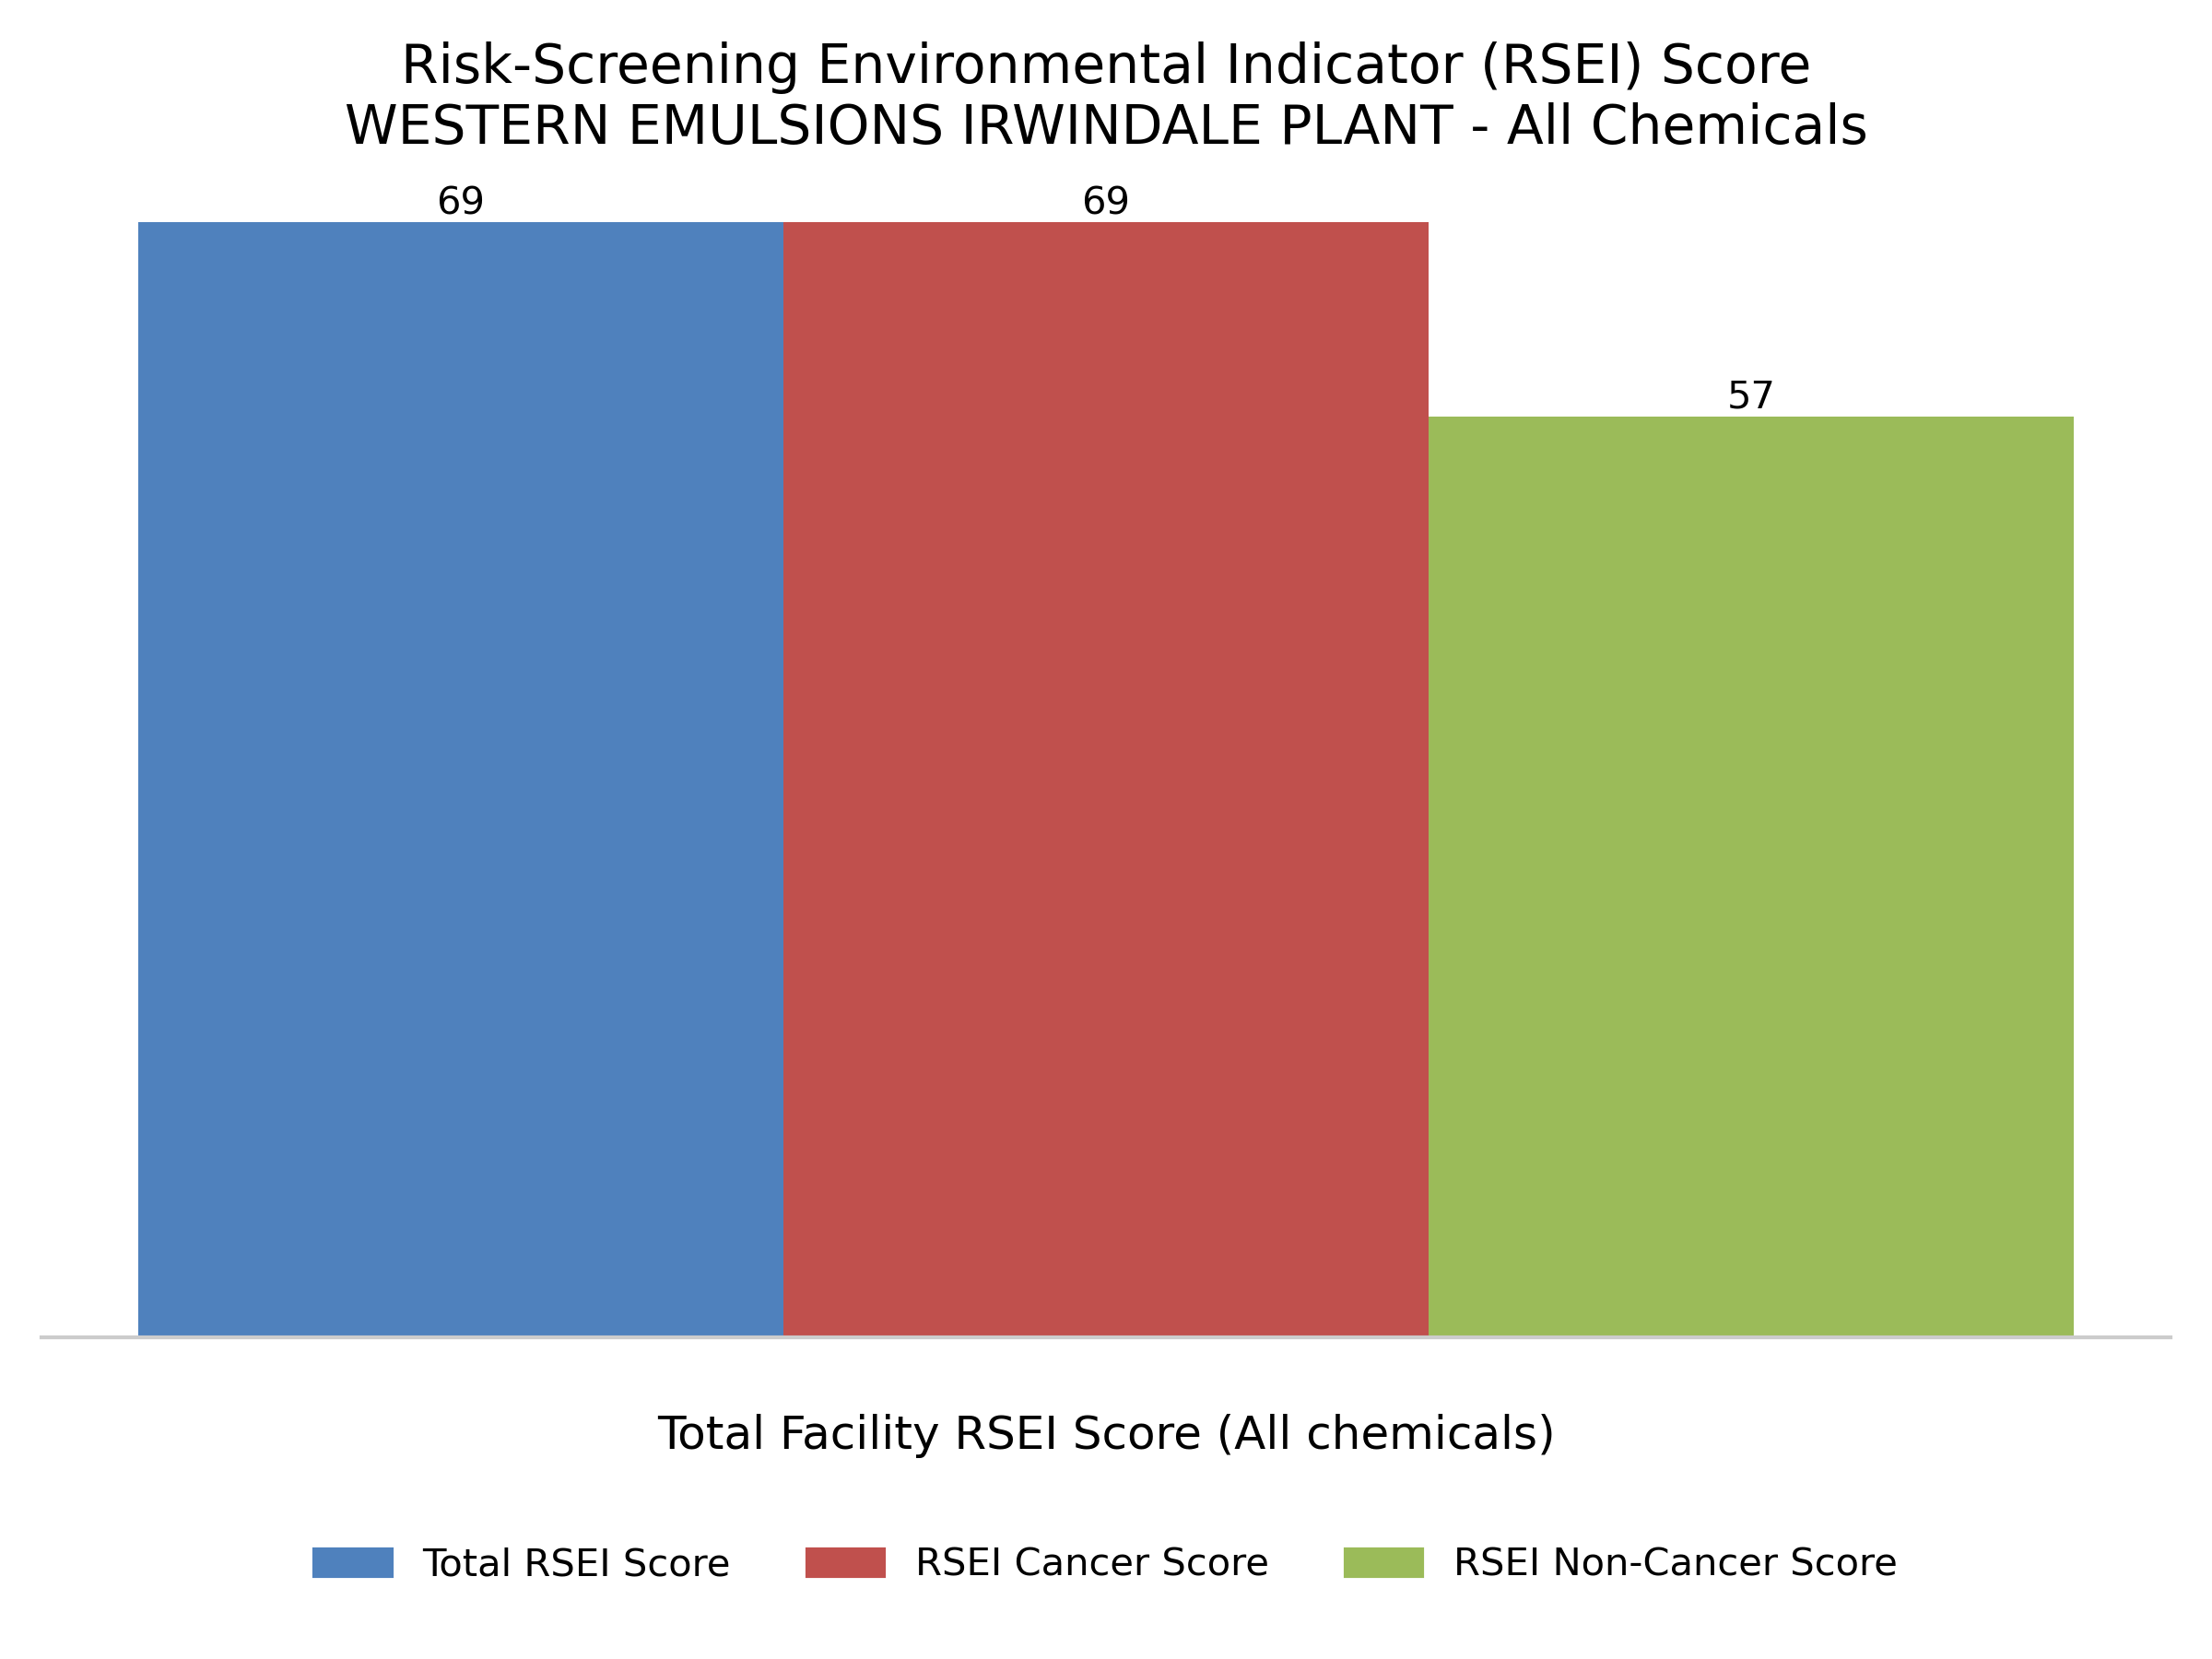 Risk-Screening Environmental Indicator (RSEI) Score
WESTERN EMULSIONS IRWINDALE PLANT - All Chemicals
69
69
57
Total Facility RSEI Score (All chemicals)
Total RSEI Score
RSEI Cancer Score
RSEI Non-Cancer Score